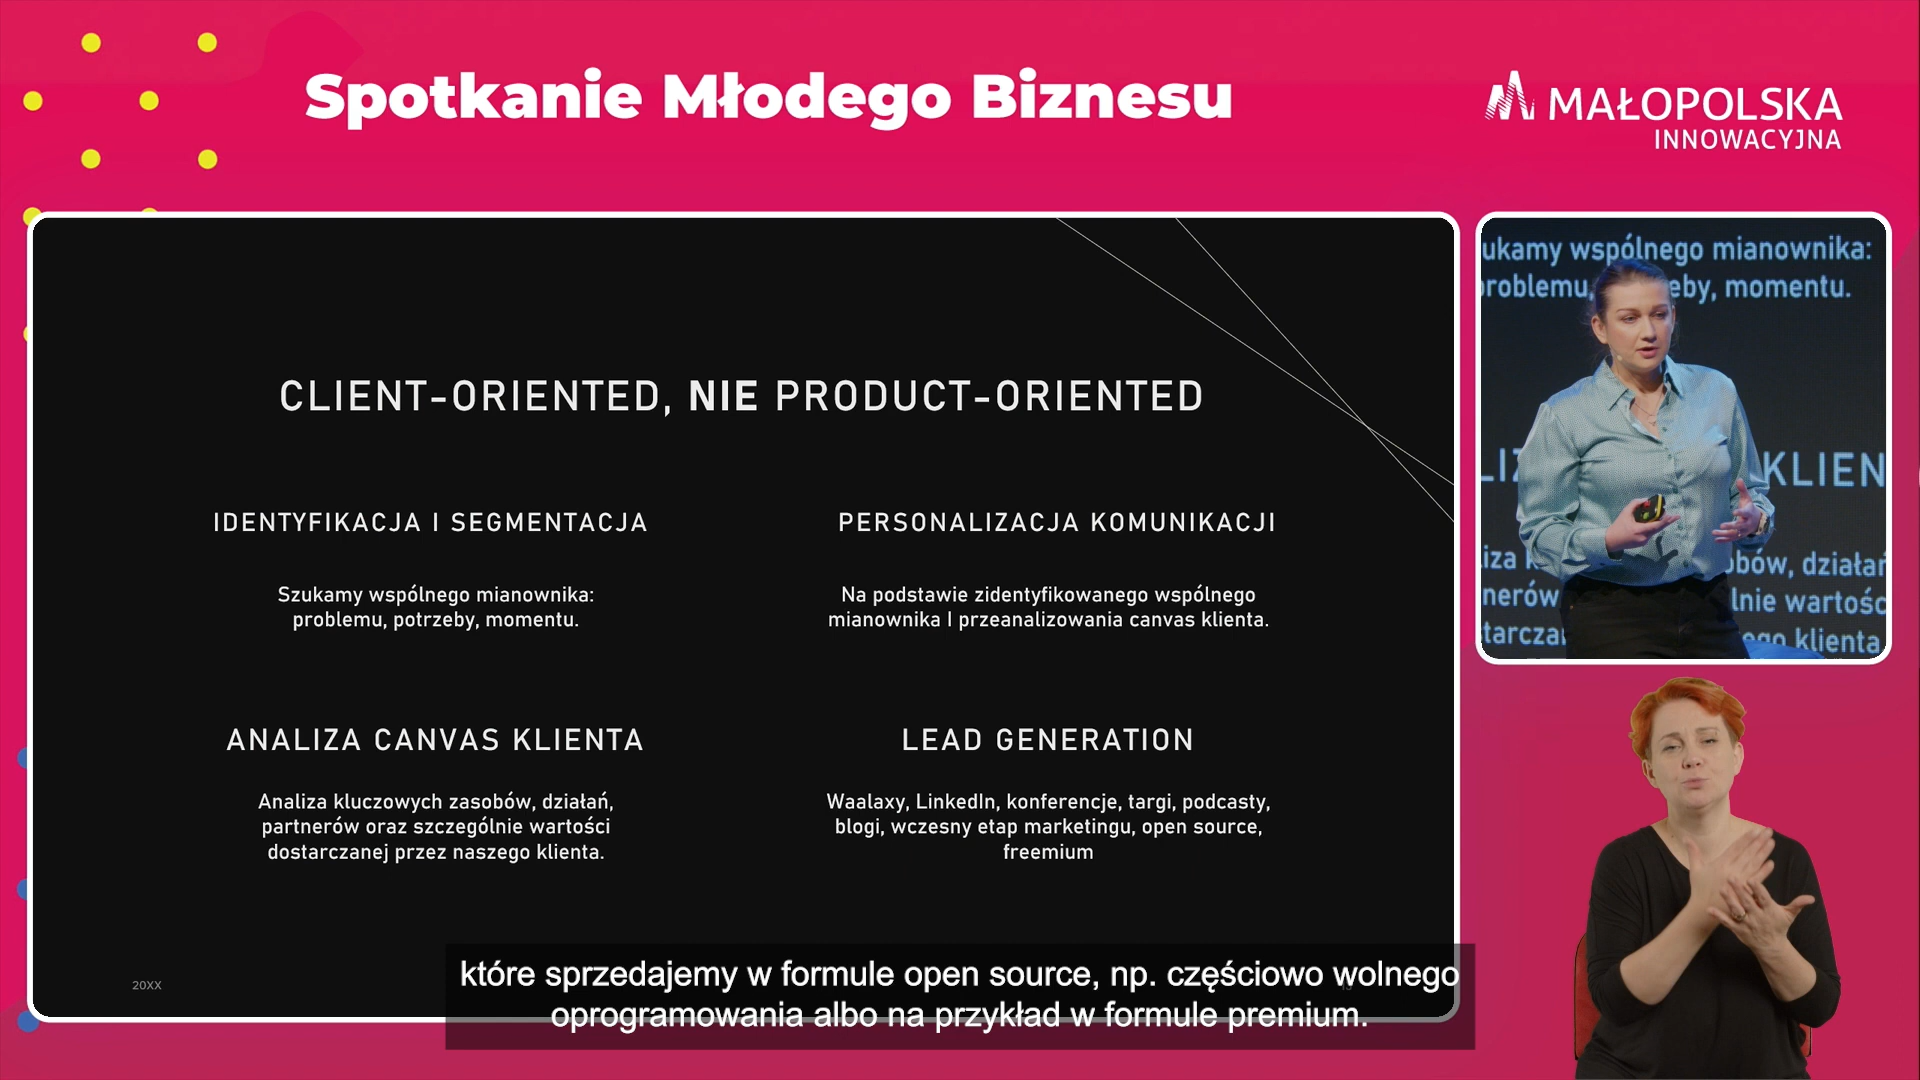 Spotkanie Młodego Biznesu
MAŁOPOLSKA
INNOWACYJNA
CLIENT-ORIENTED, NIE PRODUCT-ORIENTED
IDENTYFIKACJA I SEGMENTACJA
Szukamy wspólnego mianownika:
problemu, potrzeby, momentu.
PERSONALIZACJA KOMUNIKACJI
Na podstawie zidentyfikowanego wspólnego
mianownika I przeanalizowania canvas klienta.
ANALIZA CANVAS KLIENTA
Analiza kluczowych zasobów, działań,
partnerów oraz szczególnie wartości
dostarczanej przez naszego klienta.
LEAD GENERATION
Waalaxy, LinkedIn, konferencje, targi, podcasty,
blogi, wczesny etap marketingu, open source,
freemium
20XX
ukamy wspólnego mianownika:
problemu, eby, momentu.
LIZ KLIEN
iza k obów, działań
nerów lnie wartośc
tarcza ego klienta
które sprzedajemy w formule open source, np. częściowo wolnego
oprogramowania albo na przykład w formule premium.